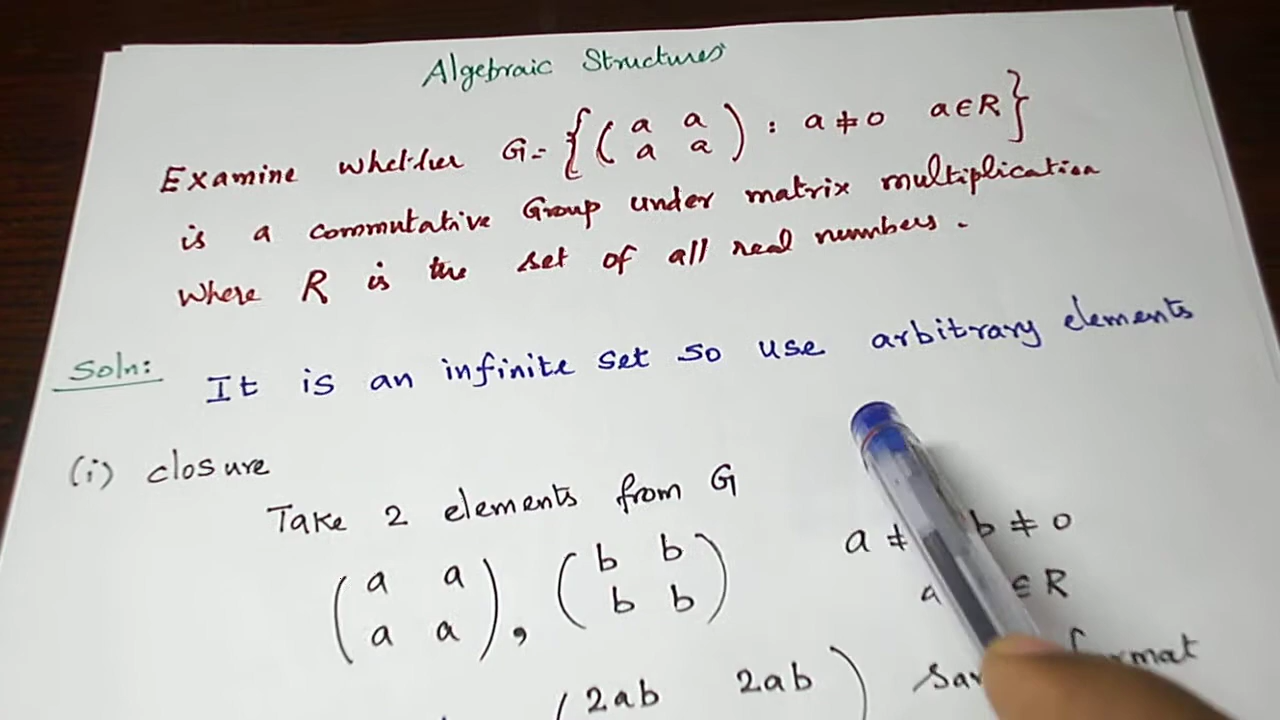 Algebraic Structures
Examine whether G = {( a a : a ≠ 0 a ∈ R}
a a )
is a commutative Group under matrix multiplication
where R is the set of all real numbers.
Soln:
It is an infinite set so use arbitrary elements
(i) closure
Take 2 elements from G
( a a ), ( b b ) a ≠ b ≠ 0
a a b b a ∈ R
( 2ab 2ab )